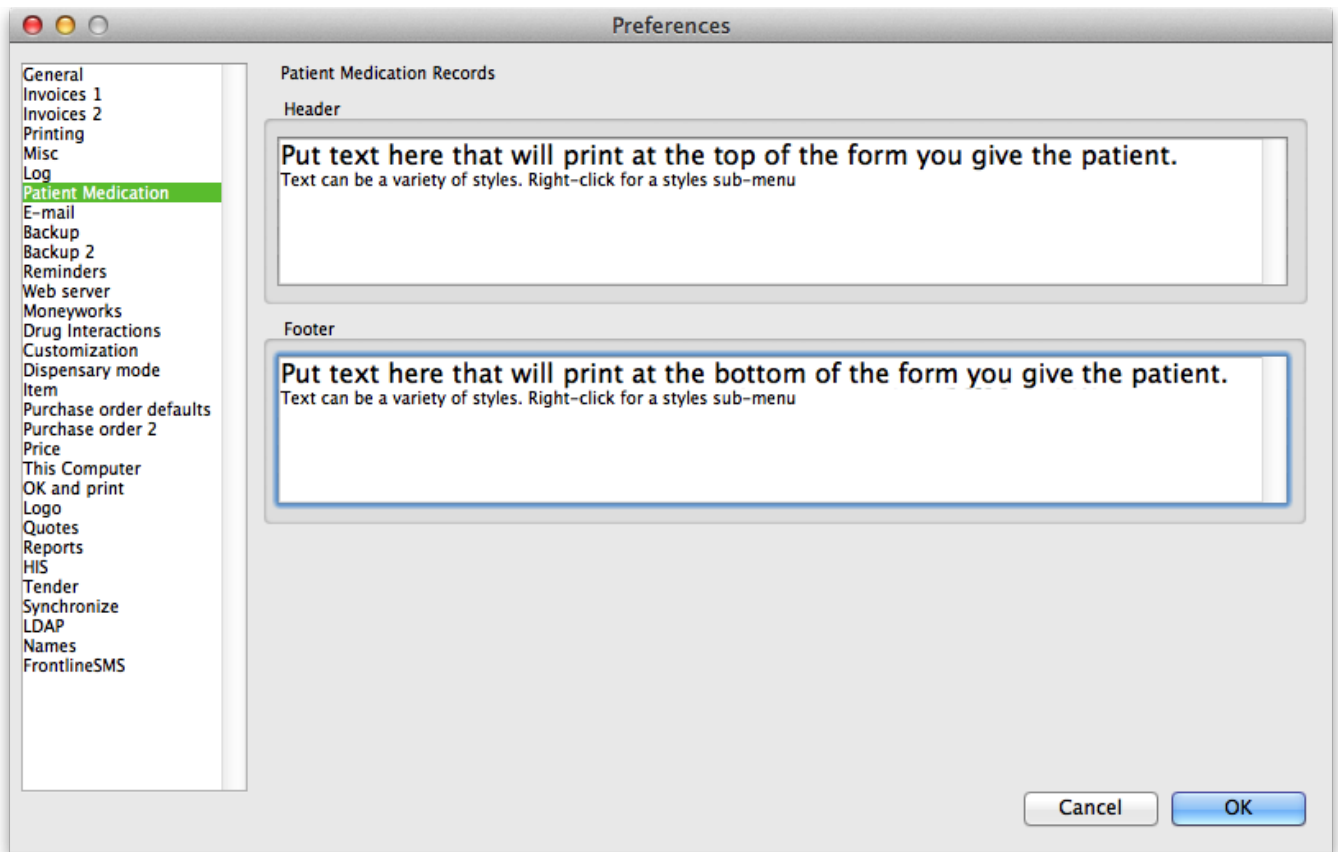 Preferences
General
Invoices 1
Invoices 2
Printing
Misc
Log
Patient Medication
E-mail
Backup
Backup 2
Reminders
Web server
Moneyworks
Drug Interactions
Customization
Dispensary mode
Item
Purchase order defaults
Purchase order 2
Price
This Computer
OK and print
Logo
Quotes
Reports
HIS
Tender
Synchronize
LDAP
Names
FrontlineSMS
Patient Medication Records
Header
Put text here that will print at the top of the form you give the patient.
Text can be a variety of styles. Right-click for a styles sub-menu
Footer
Put text here that will print at the bottom of the form you give the patient.
Text can be a variety of styles. Right-click for a styles sub-menu
Cancel
OK